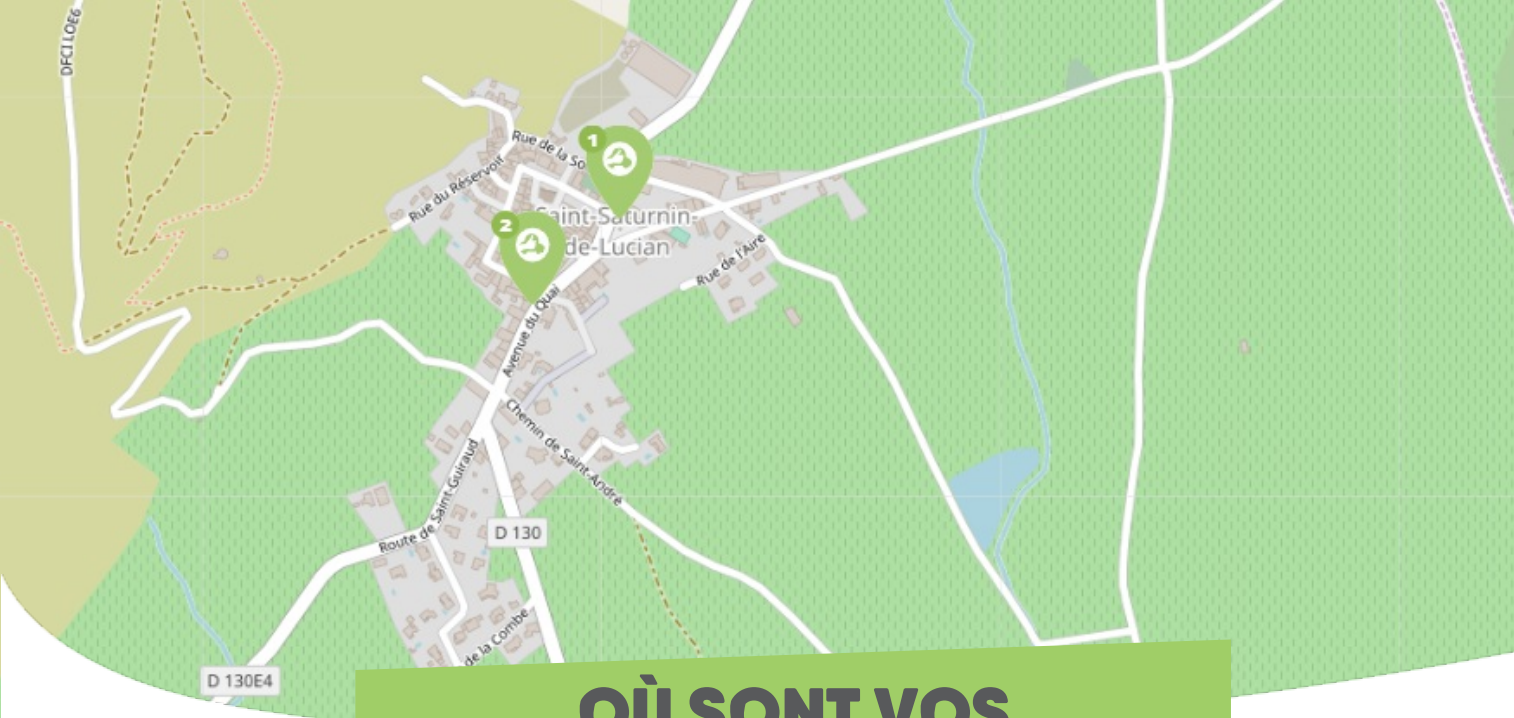 DFCI LOE6
Rue de la So
1
Rue du Réservoir
2
Saint-Saturnin-
de-Lucian
Rue de l'Aire
Avenue du Quai
Chemin de Saint-André
Route de Saint-Guiraud
D 130
de la Combe
D 130E4
OÙ SONT VOS